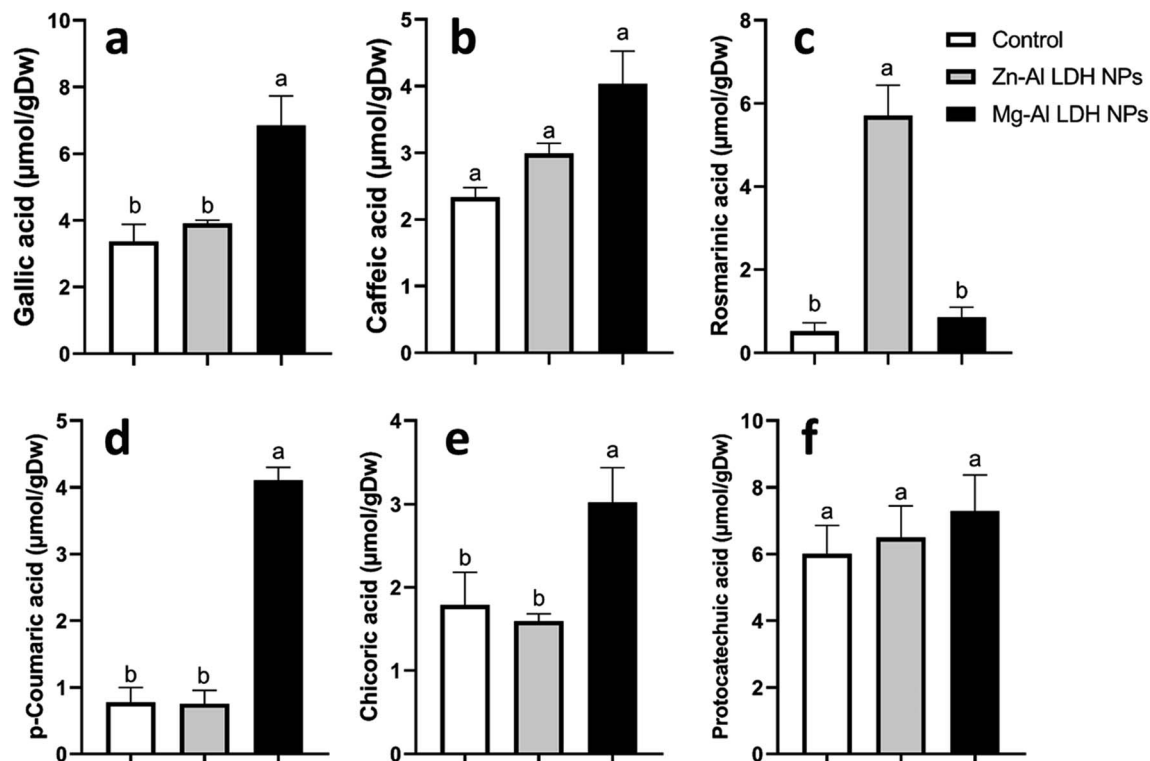 a
Gallic acid (µmol/gDw)
10
8
6
4
2
0
b
b
a
b
Caffeic acid (µmol/gDw)
5
4
3
2
1
0
a
a
a
c
Rosmarinic acid (µmol/gDw)
8
6
4
2
0
b
a
b
Control
Zn-Al LDH NPs
Mg-Al LDH NPs
d
p-Coumaric acid (µmol/gDw)
5
4
3
2
1
0
b
b
a
e
Chicoric acid (µmol/gDw)
4
3
2
1
0
b
b
a
f
Protocatechuic acid (µmol/gDw)
10
8
6
4
2
0
a
a
a